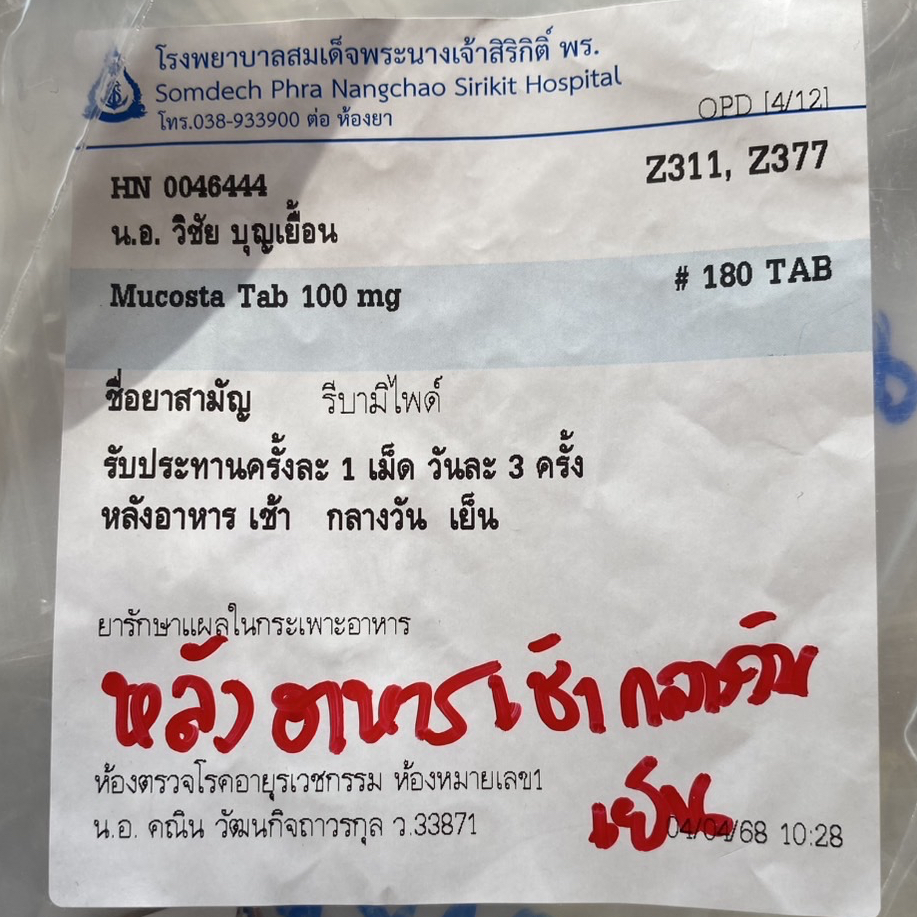 โรงพยาบาลสมเด็จพระนางเจ้าสิริกิติ์ พร.
Somdech Phra Nangchao Sirikit Hospital
โทร.038-933900 ต่อ ห้องยา
OPD [4/12]
HN 0046444
Z311, Z377
น.อ. วิชัย บุญเยื้อน
Mucosta Tab 100 mg
# 180 TAB
ชื่อยาสามัญ รีบามิไพด์
รับประทานครั้งละ 1 เม็ด วันละ 3 ครั้ง
หลังอาหาร เช้า กลางวัน เย็น
ยารักษาแผลในกระเพาะอาหาร
หลังอาหารเช้า กลางวัน
เย็น
ห้องตรวจโรคอายุรเวชกรรม ห้องหมายเลข1
น.อ. คณิน วัฒนกิจถาวรกุล ว.33871
04/04/68 10:28